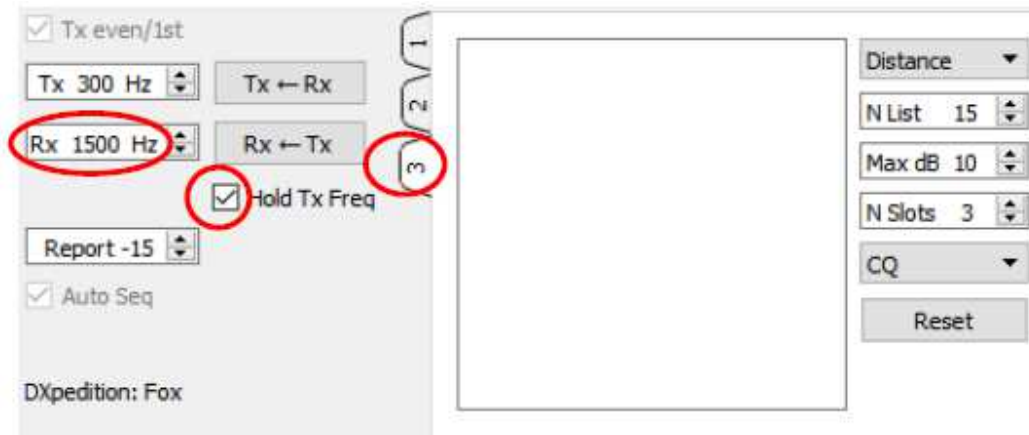 Tx even/1st
Tx 300 Hz
Tx ← Rx
Rx 1500 Hz
Rx ← Tx
Hold Tx Freq
Report -15
Auto Seq
DXpedition: Fox
1
2
3
Distance
N List 15
Max dB 10
N Slots 3
CQ
Reset